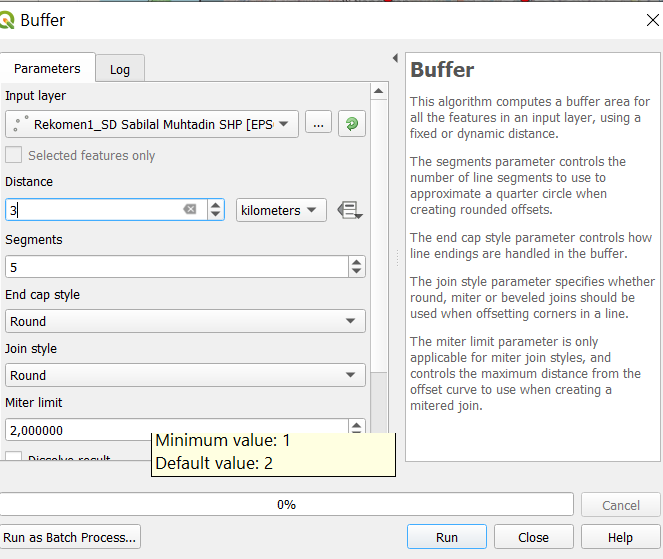 Buffer
Parameters
Log
Input layer
Rekomen1_SD Sabilal Muhtadin SHP [EPS
...
Selected features only
Distance
3
kilometers
Segments
5
End cap style
Round
Join style
Round
Miter limit
2,000000
Minimum value: 1
Default value: 2
Dissolve result
Buffer
This algorithm computes a buffer area for
all the features in an input layer, using a
fixed or dynamic distance.
The segments parameter controls the
number of line segments to use to
approximate a quarter circle when
creating rounded offsets.
The end cap style parameter controls how
line endings are handled in the buffer.
The join style parameter specifies whether
round, miter or beveled joins should be
used when offsetting corners in a line.
The miter limit parameter is only
applicable for miter join styles, and
controls the maximum distance from the
offset curve to use when creating a
mitered join.
0%
Cancel
Run as Batch Process...
Run
Close
Help